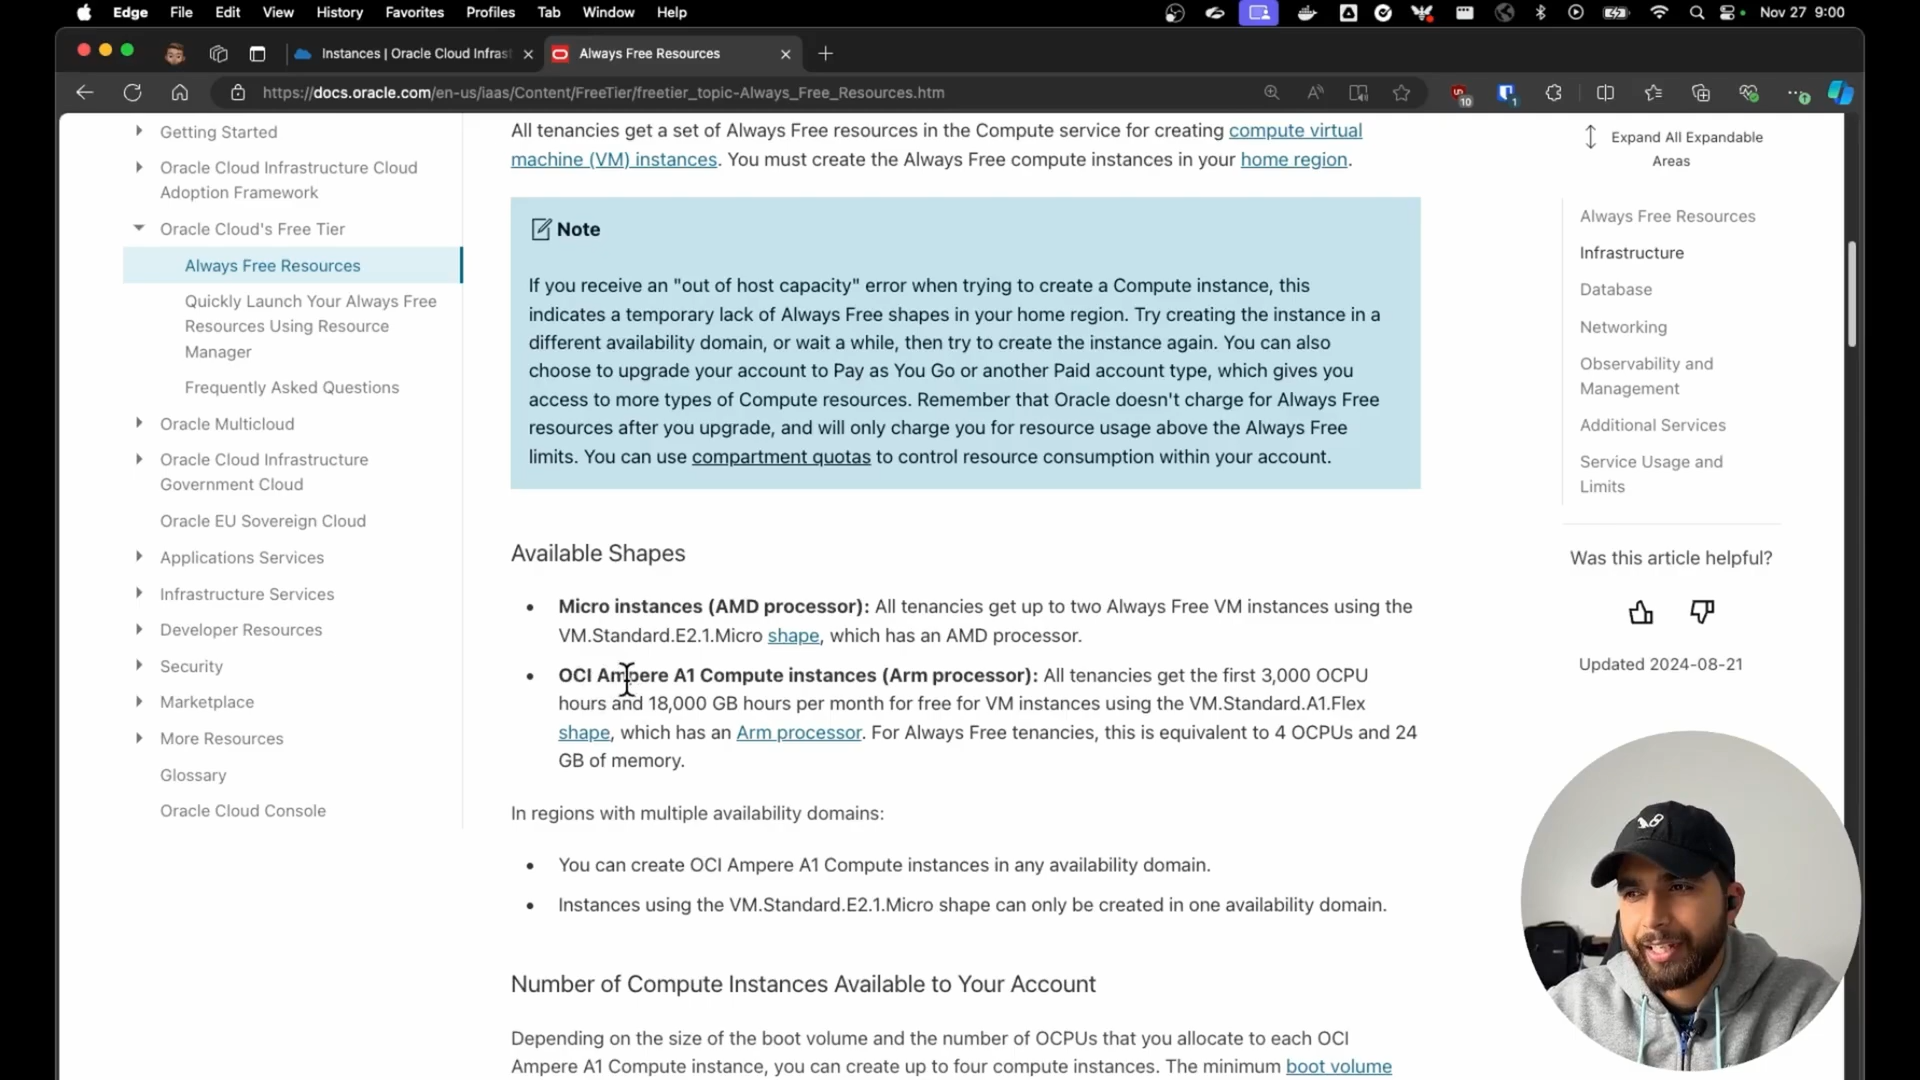 Edge File Edit View History Favorites Profiles Tab Window Help Nov 27 9:00
Instances | Oracle Cloud Infrast Always Free Resources
https://docs.oracle.com/en-us/iaas/Content/FreeTier/freetier_topic-Always_Free_Resources.htm
10
1
Getting Started
Oracle Cloud Infrastructure Cloud
Adoption Framework
Oracle Cloud's Free Tier
Always Free Resources
Quickly Launch Your Always Free
Resources Using Resource
Manager
Frequently Asked Questions
Oracle Multicloud
Oracle Cloud Infrastructure
Government Cloud
Oracle EU Sovereign Cloud
Applications Services
Infrastructure Services
Developer Resources
Security
Marketplace
More Resources
Glossary
Oracle Cloud Console
All tenancies get a set of Always Free resources in the Compute service for creating compute virtual
machine (VM) instances. You must create the Always Free compute instances in your home region.
Note
If you receive an "out of host capacity" error when trying to create a Compute instance, this
indicates a temporary lack of Always Free shapes in your home region. Try creating the instance in a
different availability domain, or wait a while, then try to create the instance again. You can also
choose to upgrade your account to Pay as You Go or another Paid account type, which gives you
access to more types of Compute resources. Remember that Oracle doesn't charge for Always Free
resources after you upgrade, and will only charge you for resource usage above the Always Free
limits. You can use compartment quotas to control resource consumption within your account.
Available Shapes
• Micro instances (AMD processor): All tenancies get up to two Always Free VM instances using the
VM.Standard.E2.1.Micro shape, which has an AMD processor.
• OCI Ampere A1 Compute instances (Arm processor): All tenancies get the first 3,000 OCPU
hours and 18,000 GB hours per month for free for VM instances using the VM.Standard.A1.Flex
shape, which has an Arm processor. For Always Free tenancies, this is equivalent to 4 OCPUs and 24
GB of memory.
In regions with multiple availability domains:
• You can create OCI Ampere A1 Compute instances in any availability domain.
• Instances using the VM.Standard.E2.1.Micro shape can only be created in one availability domain.
Number of Compute Instances Available to Your Account
Depending on the size of the boot volume and the number of OCPUs that you allocate to each OCI
Ampere A1 Compute instance, you can create up to four compute instances. The minimum boot volume
Expand All Expandable
Areas
Always Free Resources
Infrastructure
Database
Networking
Observability and
Management
Additional Services
Service Usage and
Limits
Was this article helpful?
Updated 2024-08-21